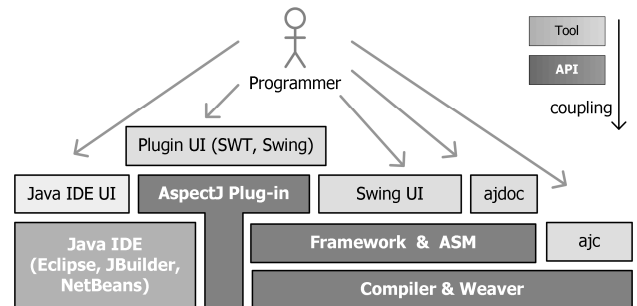 Tool
API
coupling
Programmer
Plugin UI (SWT, Swing)
Java IDE UI
AspectJ Plug-in
Swing UI
ajdoc
Java IDE
(Eclipse, JBuilder,
NetBeans)
Framework & ASM
ajc
Compiler & Weaver